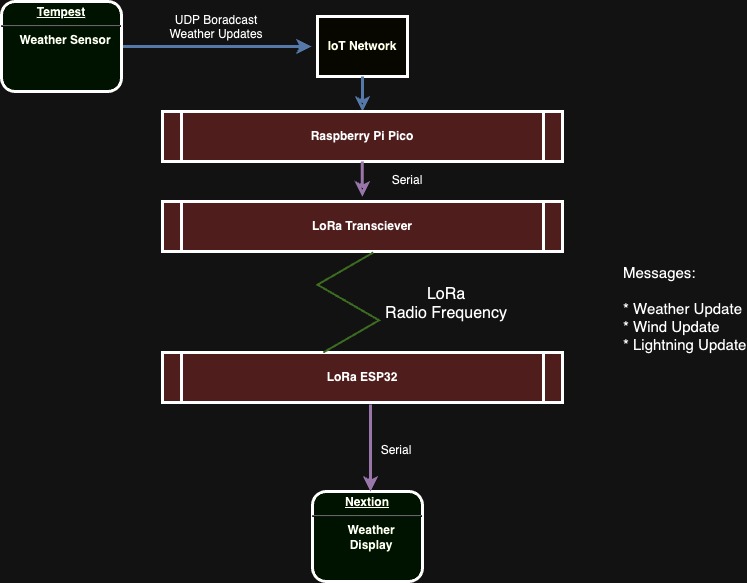 Tempest
Weather Sensor
UDP Boradcast
Weather Updates
IoT Network
Raspberry Pi Pico
Serial
LoRa Transciever
LoRa
Radio Frequency
Messages:
* Weather Update
* Wind Update
* Lightning Update
LoRa ESP32
Serial
Nextion
Weather
Display